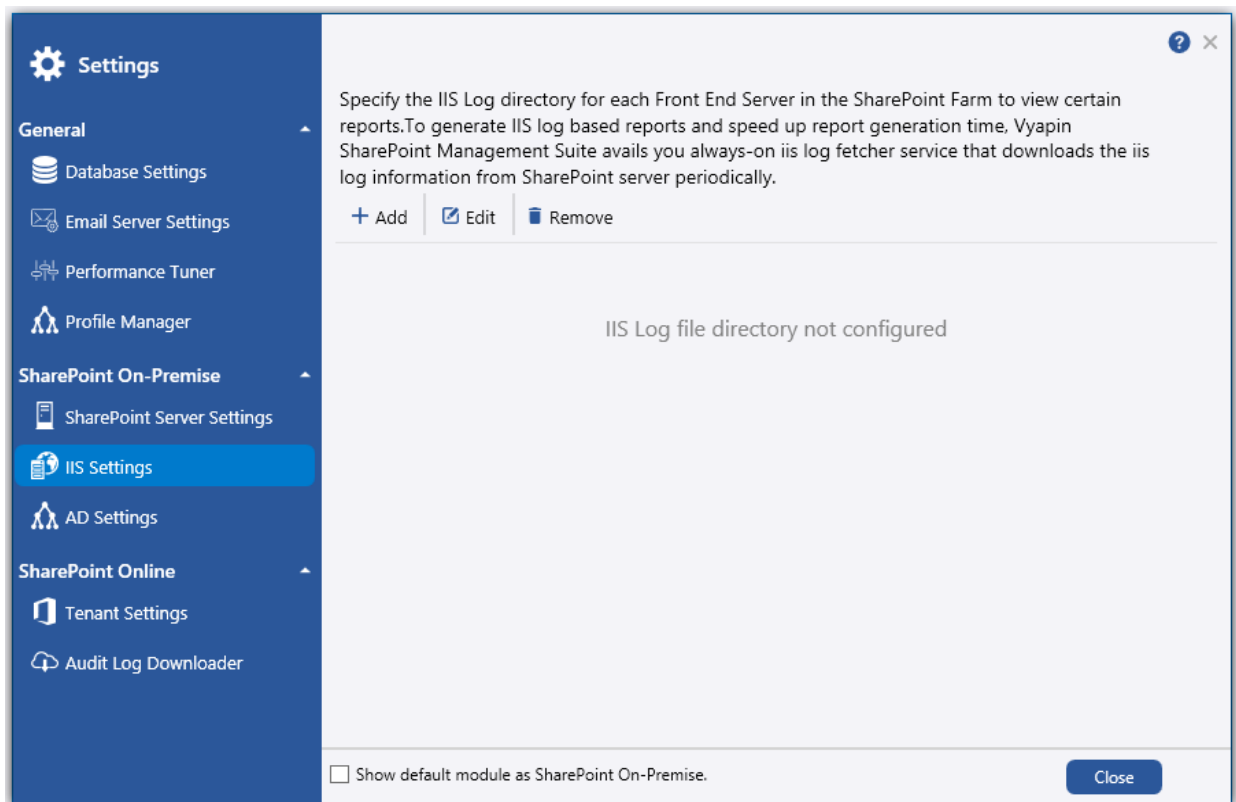 Settings
General
Database Settings
Email Server Settings
Performance Tuner
Profile Manager
SharePoint On-Premise
SharePoint Server Settings
IIS Settings
AD Settings
SharePoint Online
Tenant Settings
Audit Log Downloader
?
Specify the IIS Log directory for each Front End Server in the SharePoint Farm to view certain
reports.To generate IIS log based reports and speed up report generation time, Vyapin
SharePoint Management Suite avails you always-on iis log fetcher service that downloads the iis
log information from SharePoint server periodically.
+ Add Edit Remove
IIS Log file directory not configured
Show default module as SharePoint On-Premise.
Close